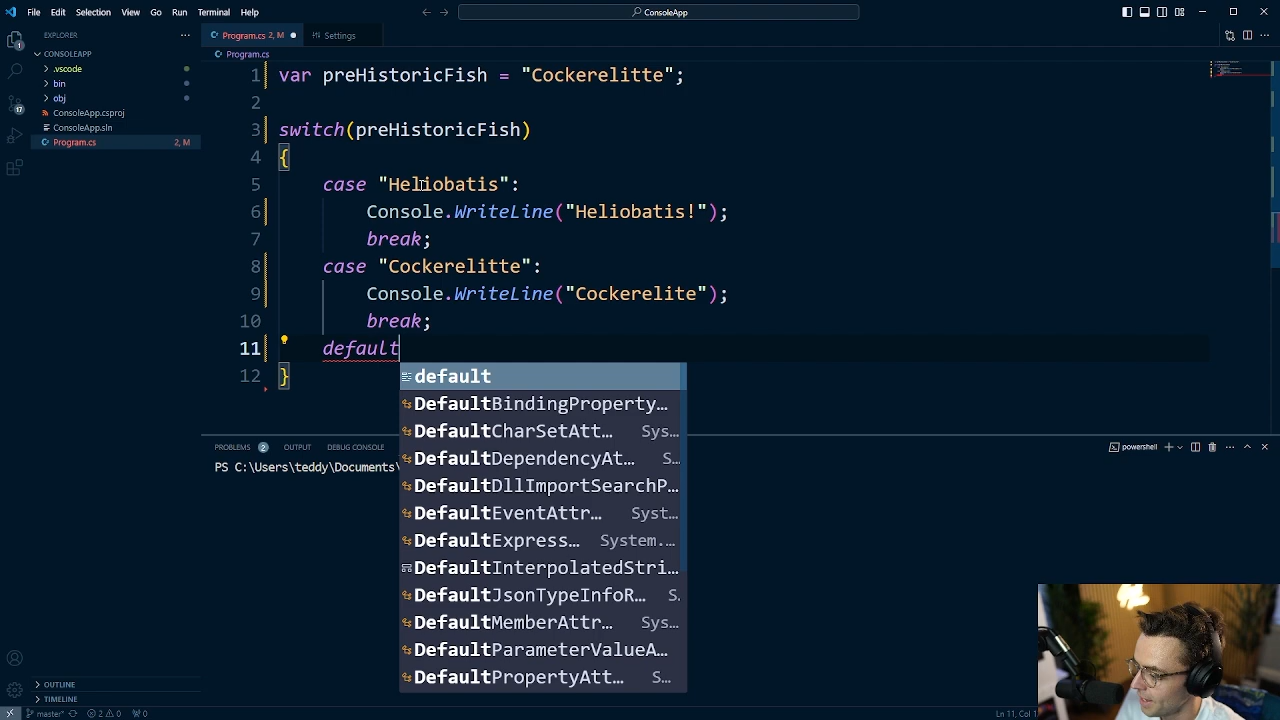 File Edit Selection View Go Run Terminal Help
ConsoleApp
EXPLORER
Program.cs 2, M
Settings
CONSOLEAPP
Program.cs
.vscode
bin
obj
ConsoleApp.csproj
ConsoleApp.sln
Program.cs 2, M
1 var preHistoricFish = "Cockerelitte";
2
3 switch(preHistoricFish)
4 {
5 case "Heliobatis":
6 Console.WriteLine("Heliobatis!");
7 break;
8 case "Cockerelitte":
9 Console.WriteLine("Cockerelite");
10 break;
11 default
12 }
default
DefaultBindingProperty…
DefaultCharSetAtt… Sys…
DefaultDependencyAt… S…
DefaultDllImportSearchP…
DefaultEventAttr… Syst…
DefaultExpress… System.…
DefaultInterpolatedStri…
DefaultJsonTypeInfoR… S…
DefaultMemberAttr… Sys…
DefaultParameterValueA…
DefaultPropertyAtt… S…
PROBLEMS 2 OUTPUT DEBUG CONSOLE
powershell
PS C:\Users\teddy\Documents\
OUTLINE
TIMELINE
master* 2 0 0
Ln 11, Col 1
1
17